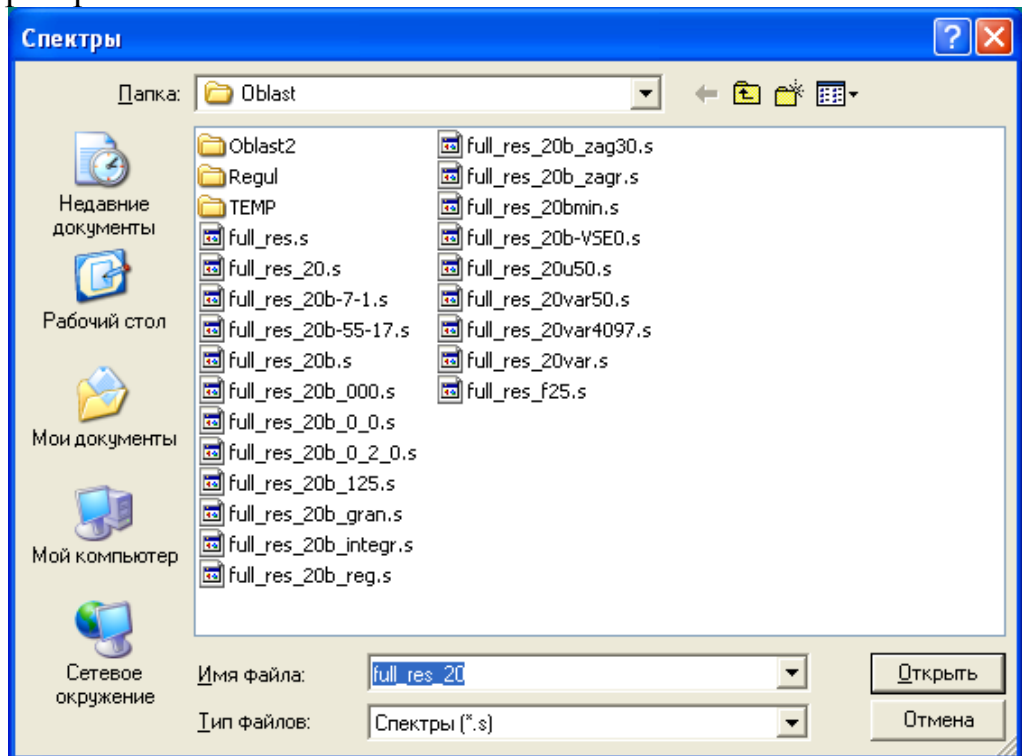 Спектры
Папка:
Oblast
Недавние
документы
Рабочий стол
Мои документы
Мой компьютер
Сетевое
окружение
Oblast2
Regul
TEMP
full_res.s
full_res_20.s
full_res_20b-7-1.s
full_res_20b-55-17.s
full_res_20b.s
full_res_20b_000.s
full_res_20b_0_0.s
full_res_20b_0_2_0.s
full_res_20b_125.s
full_res_20b_gran.s
full_res_20b_integr.s
full_res_20b_reg.s
full_res_20b_zag30.s
full_res_20b_zagr.s
full_res_20bmin.s
full_res_20b-VSE0.s
full_res_20u50.s
full_res_20var50.s
full_res_20var4097.s
full_res_20var.s
full_res_f25.s
Имя файла:
full_res_20
Открыть
Тип файлов:
Спектры (*.s)
Отмена